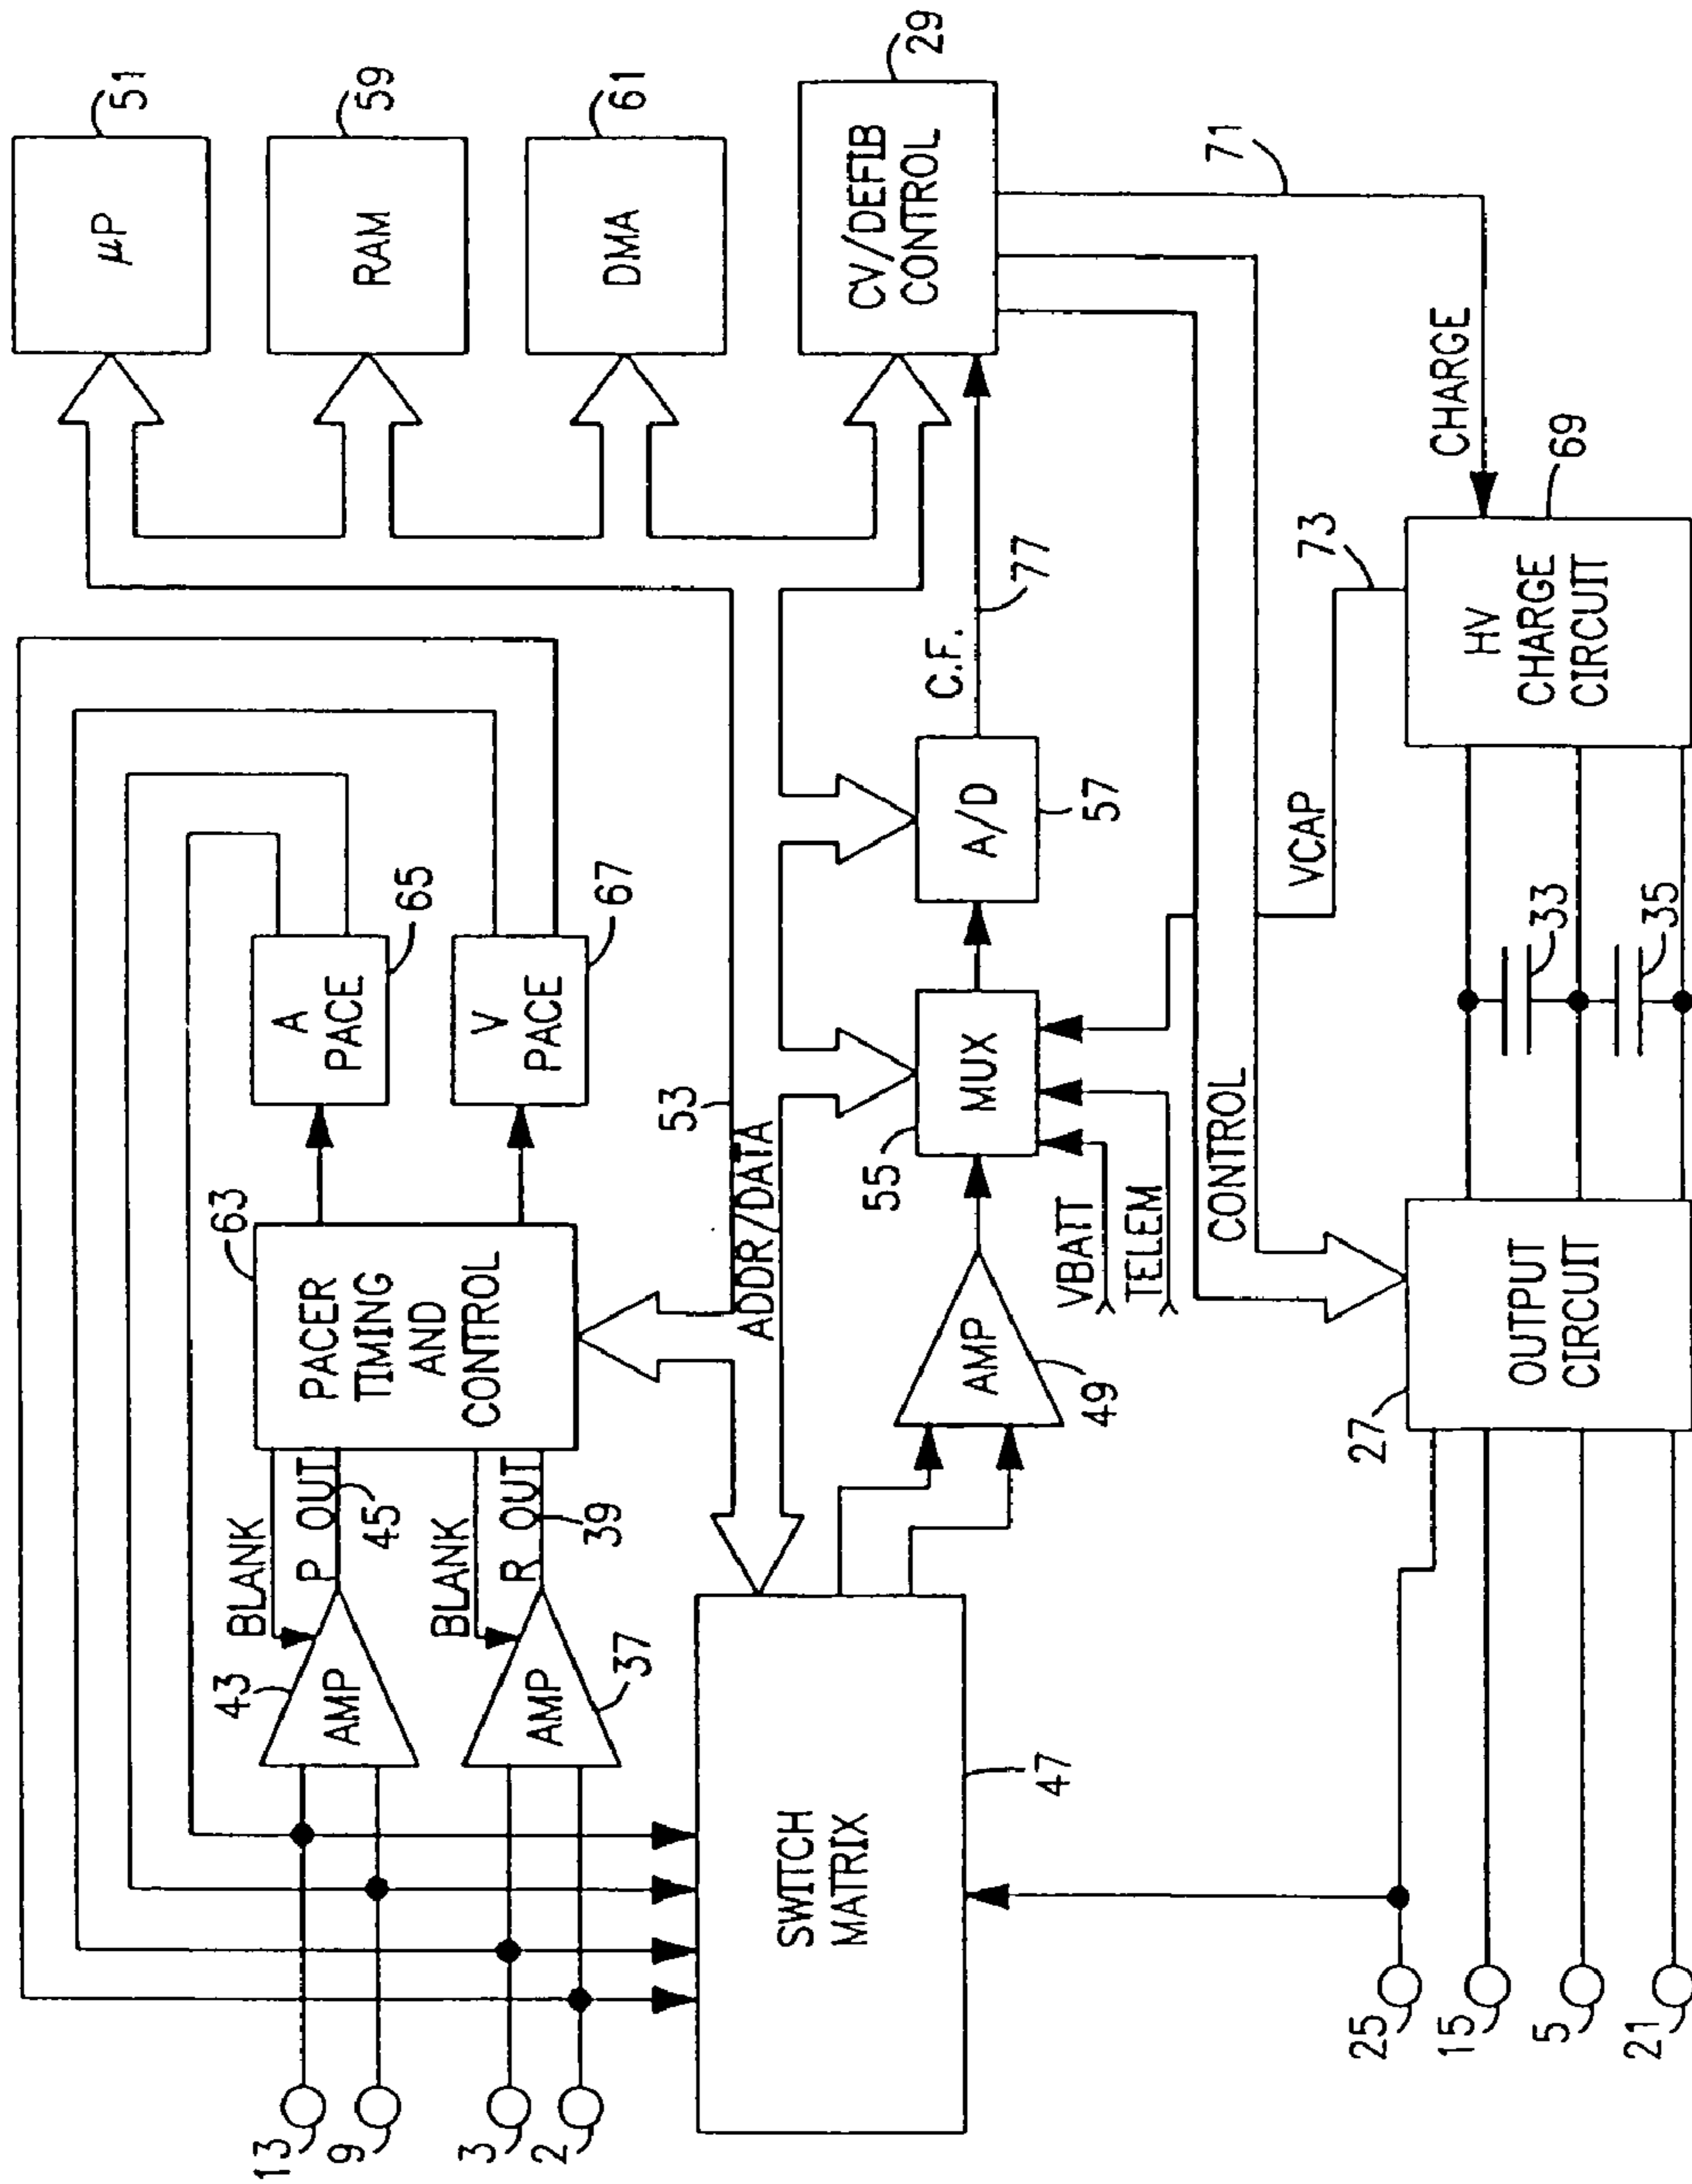 µP
51
RAM
59
DMA
61
CV/DEFIB
CONTROL
29
71
CHARGE
HV
CHARGE
CIRCUIT
69
73
VCAP
C.F.
77
A/D
57
MUX
55
VBATT
TELEM
AMP
49
ADDR/DATA
53
A
PACE
65
V
PACE
67
PACER
TIMING
AND
CONTROL
63
BLANK
P OUT
45
BLANK
R OUT
39
AMP
43
AMP
37
13
9
3
2
SWITCH
MATRIX
47
CONTROL
OUTPUT
CIRCUIT
27
33
35
25
15
5
21